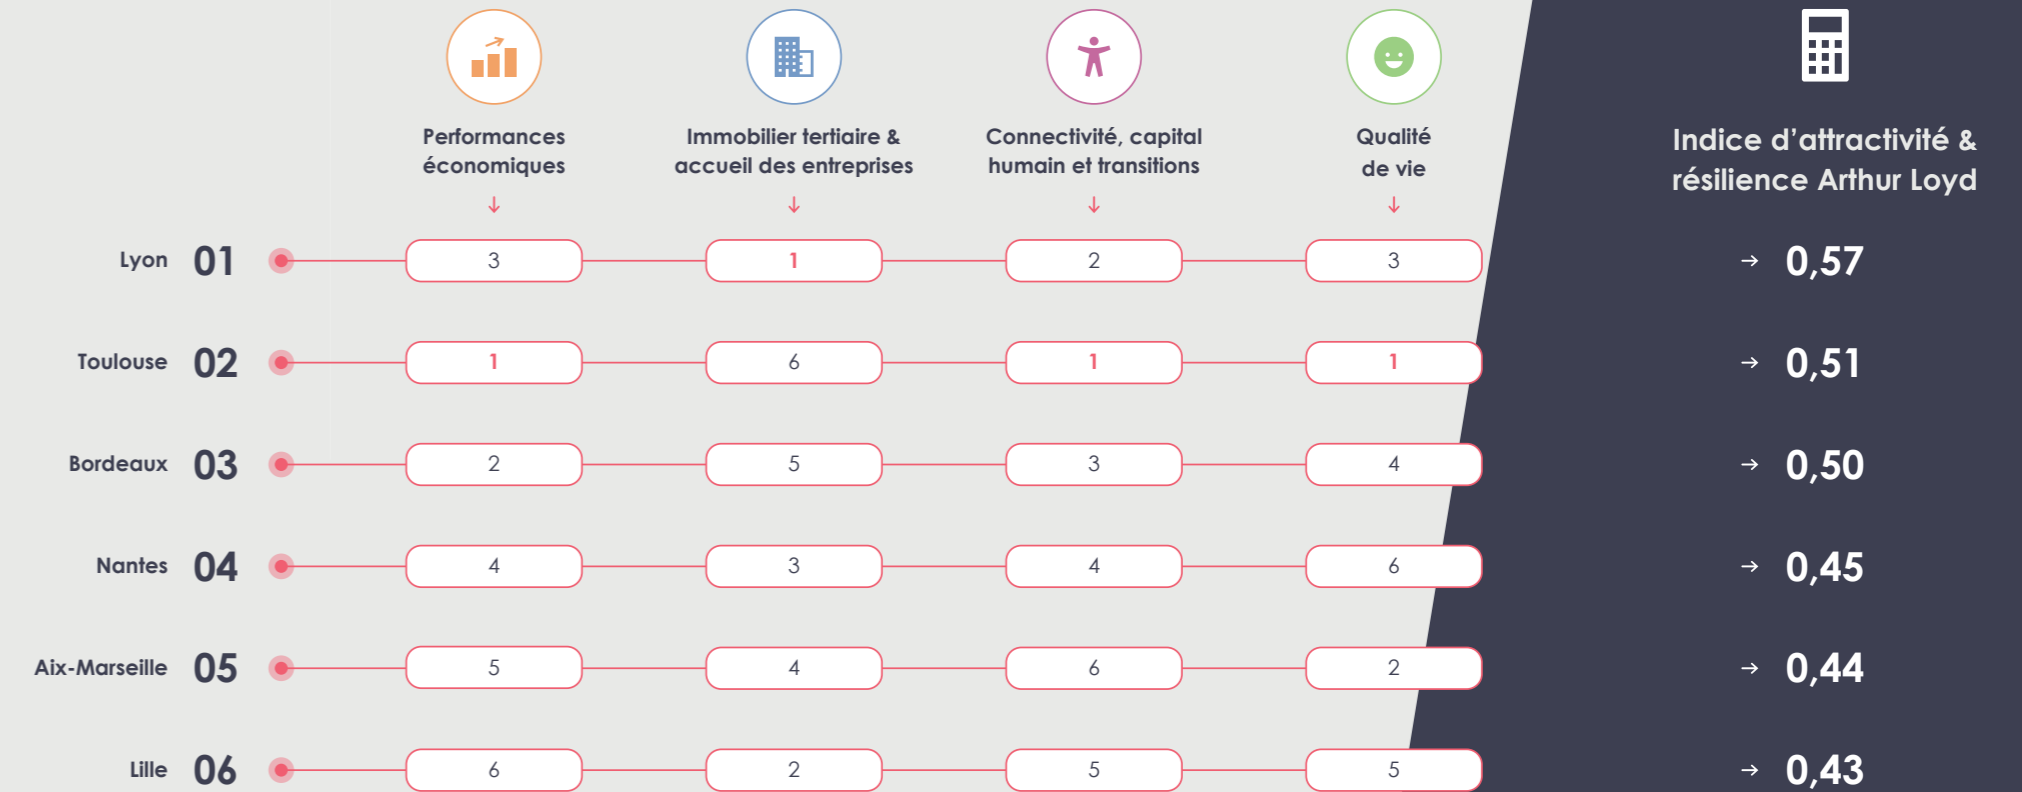 Performances
économiques
Immobilier tertiaire &
accueil des entreprises
Connectivité, capital
humain et transitions
Qualité
de vie
Indice d’attractivité &
résilience Arthur Loyd
Lyon 01 3 1 2 3 → 0,57
Toulouse 02 1 6 1 1 → 0,51
Bordeaux 03 2 5 3 4 → 0,50
Nantes 04 4 3 4 6 → 0,45
Aix-Marseille 05 5 4 6 2 → 0,44
Lille 06 6 2 5 5 → 0,43